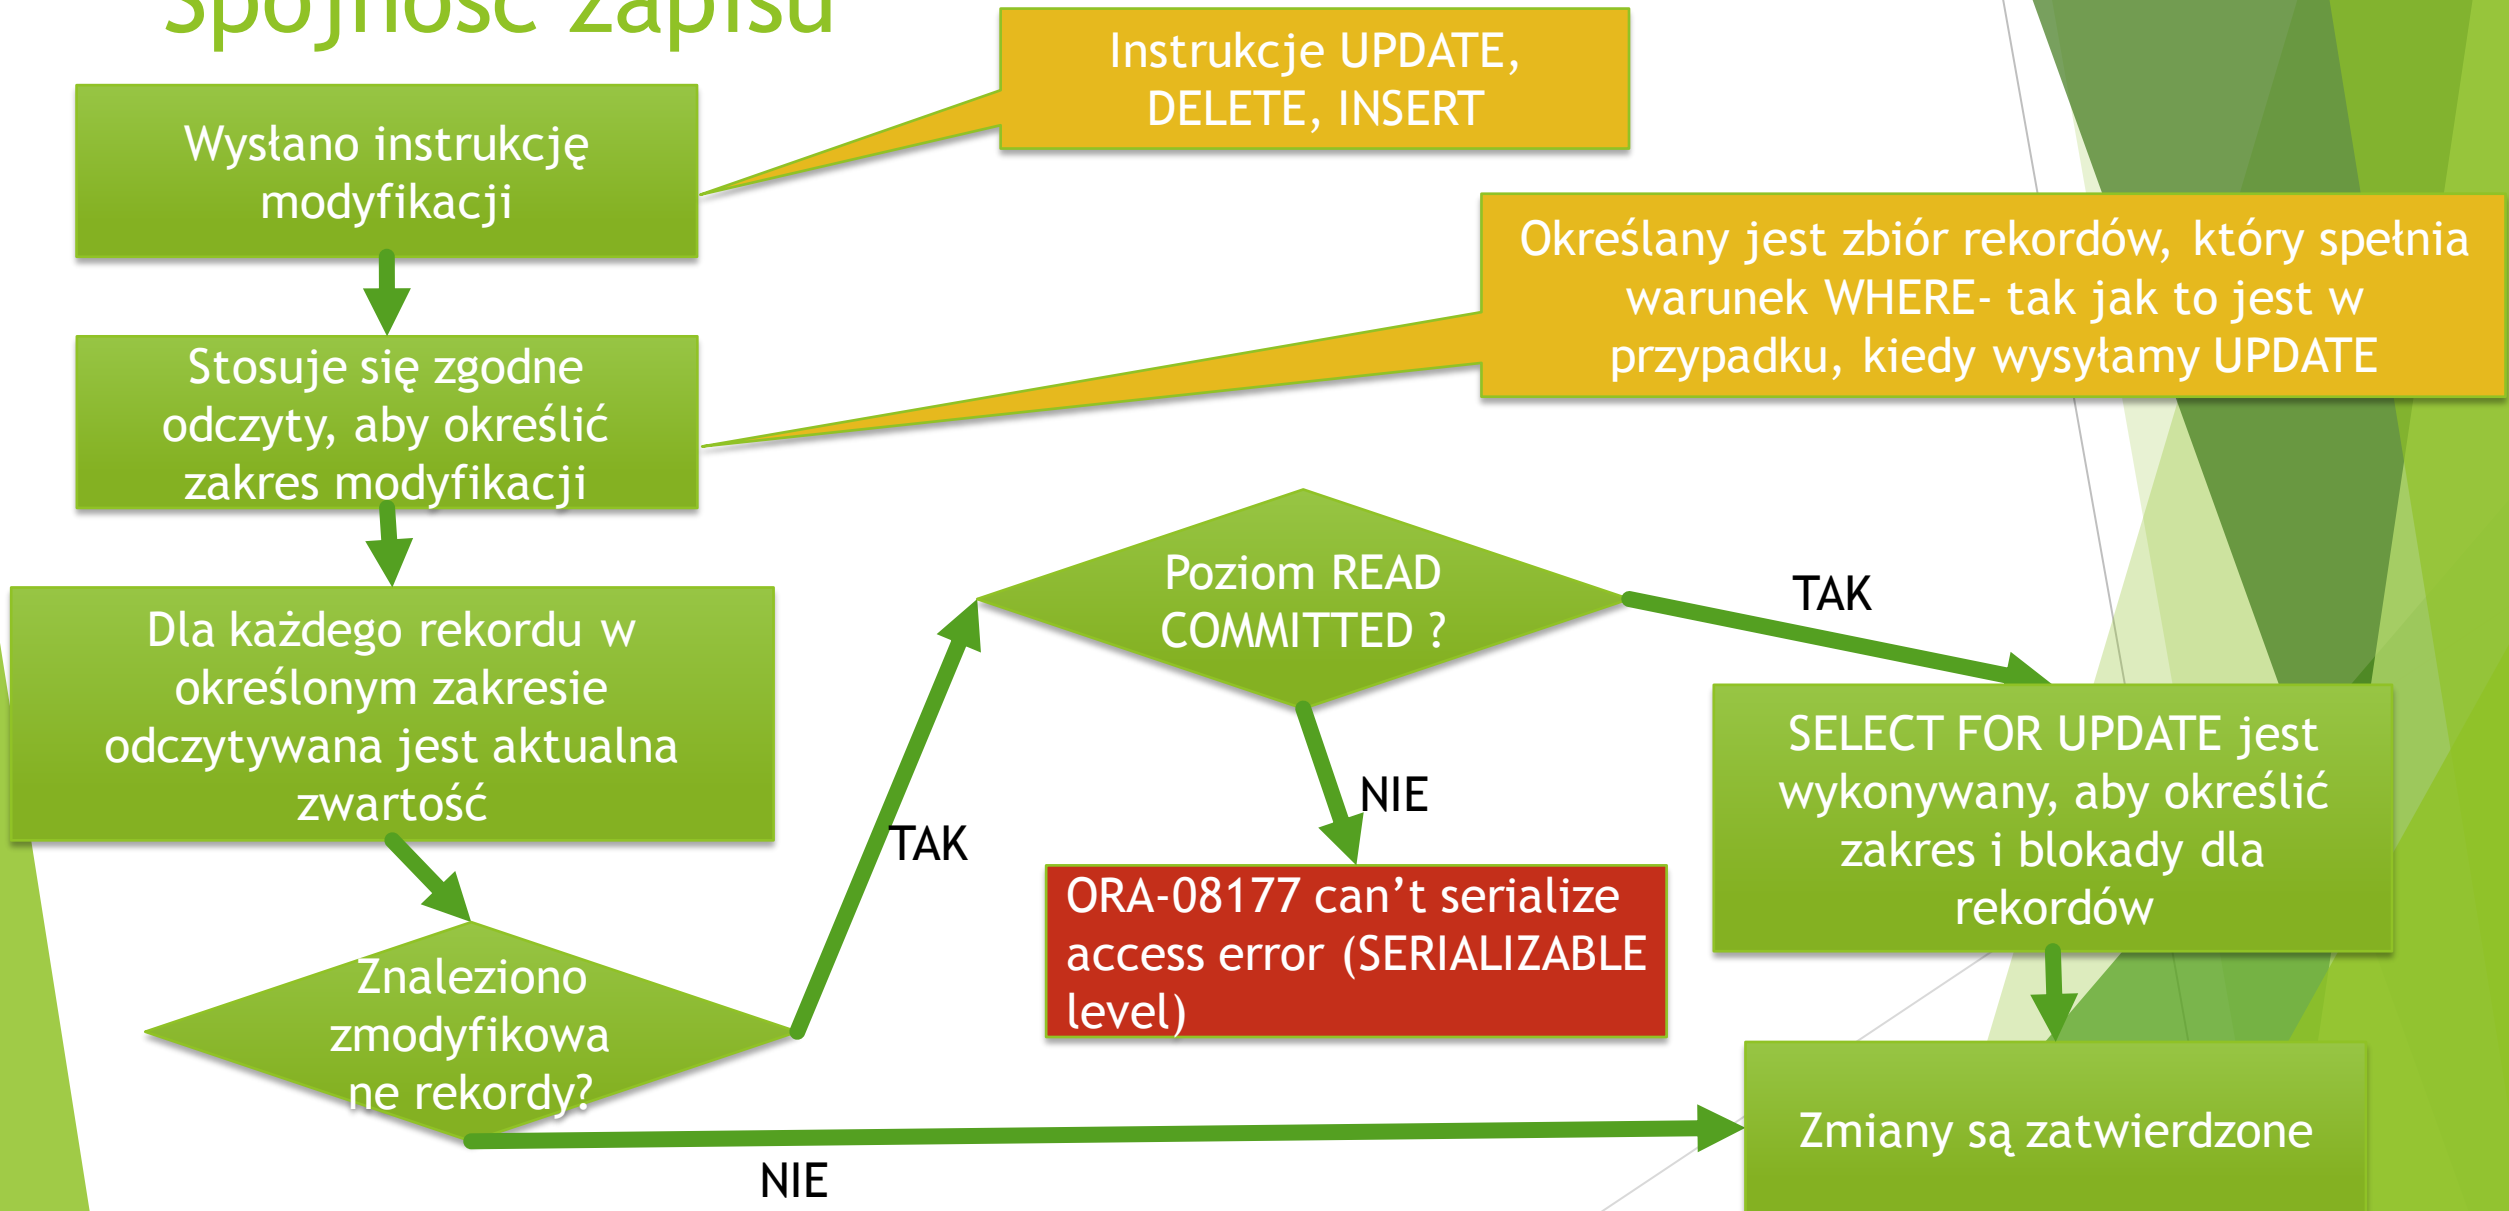 Spójność zapisu
Instrukcje UPDATE,
DELETE, INSERT
Wysłano instrukcję
modyfikacji
Określany jest zbiór rekordów, który spełnia
warunek WHERE- tak jak to jest w
przypadku, kiedy wysyłamy UPDATE
Stosuje się zgodne
odczyty, aby określić
zakres modyfikacji
Dla każdego rekordu w
określonym zakresie
odczytywana jest aktualna
zwartość
Poziom READ
COMMITTED ?
TAK
NIE
TAK
SELECT FOR UPDATE jest
wykonywany, aby określić
zakres i blokady dla
rekordów
ORA-08177 can’t serialize
access error (SERIALIZABLE
level)
Znaleziono
zmodyfikowa
ne rekordy?
NIE
Zmiany są zatwierdzone